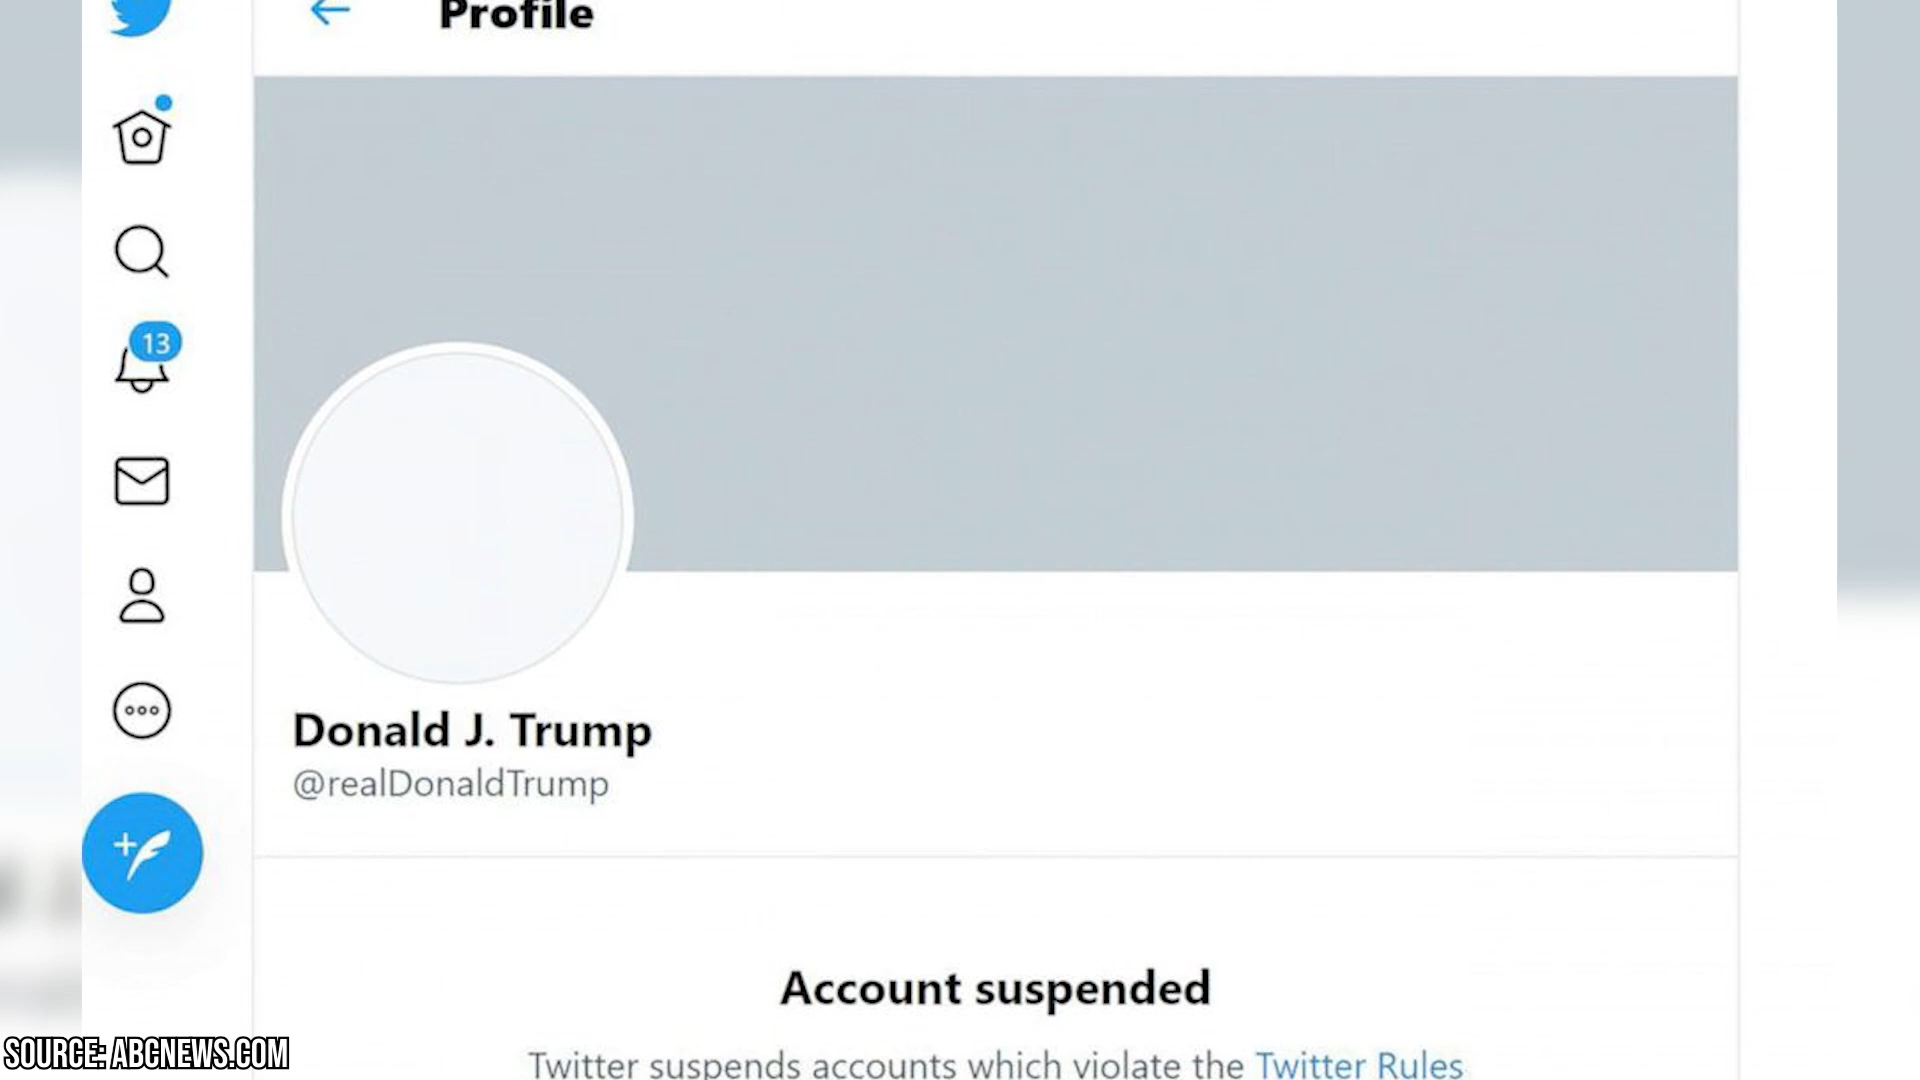 Profile
13
Donald J. Trump
@realDonaldTrump
Account suspended
Twitter suspends accounts which violate the Twitter Rules
SOURCE: ABCNEWS.COM